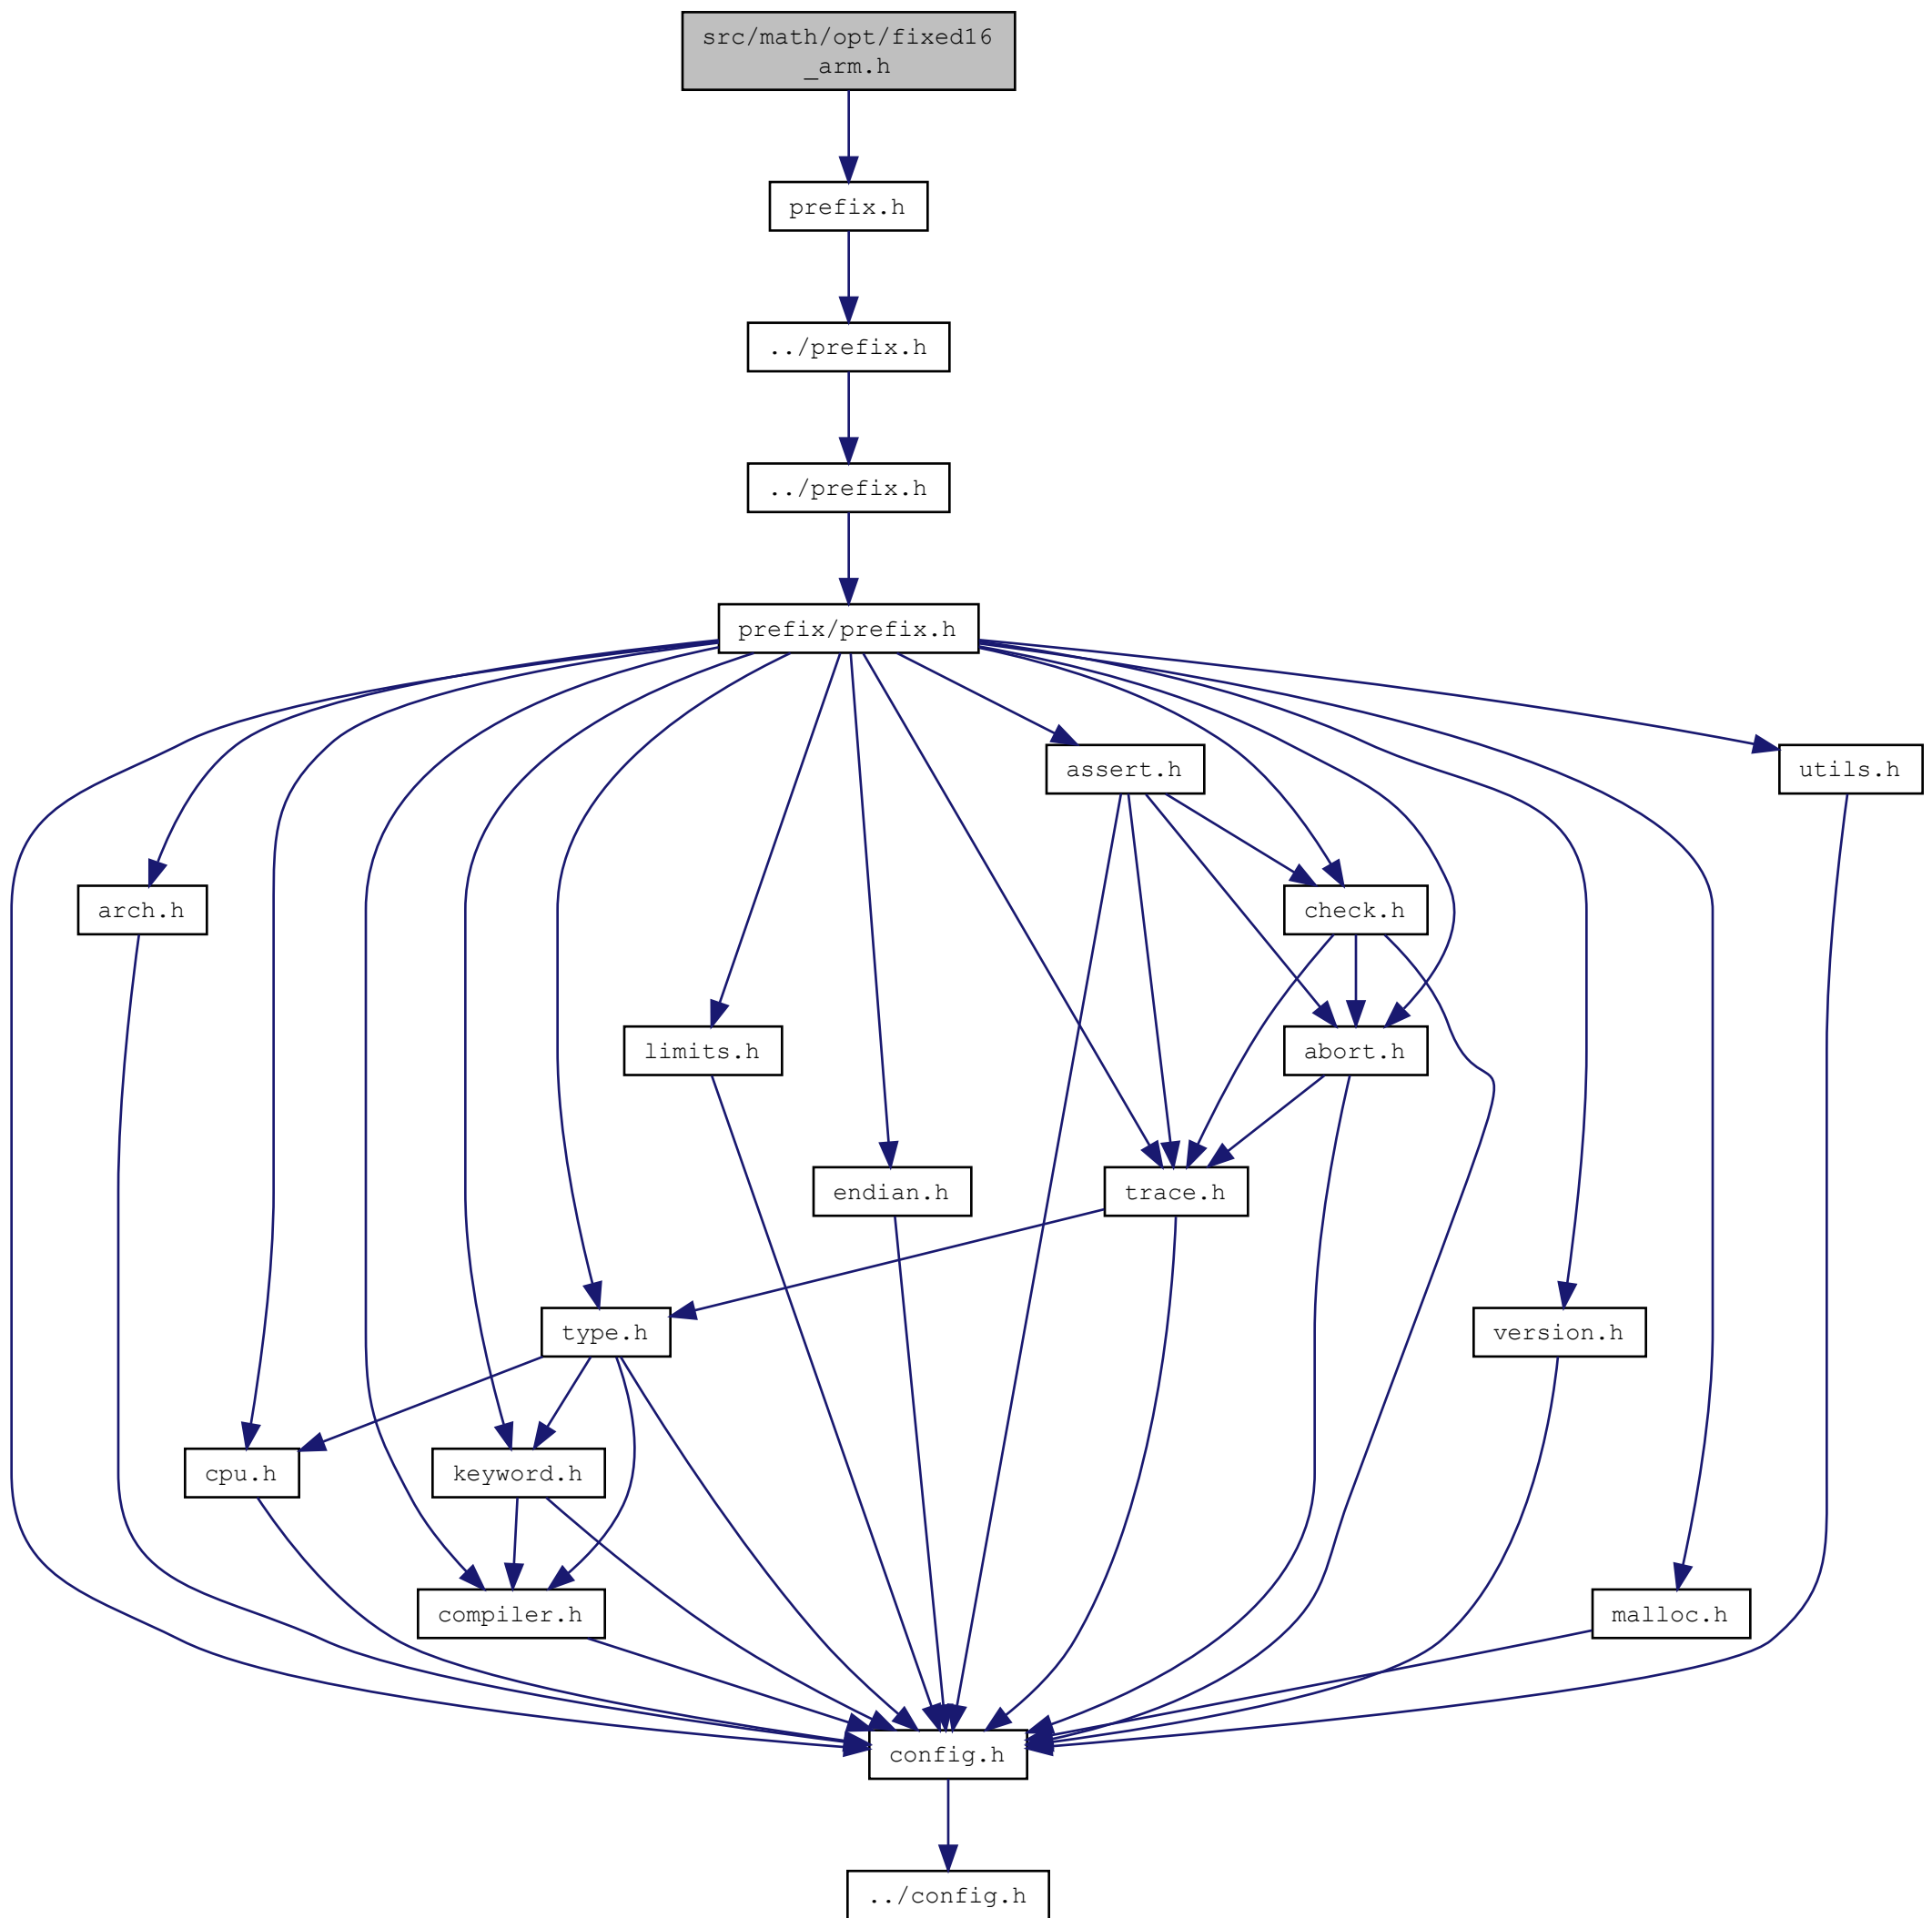 src/math/opt/fixed16
_arm.h
prefix.h
../prefix.h
../prefix.h
prefix/prefix.h
assert.h
utils.h
arch.h
check.h
limits.h
abort.h
endian.h
trace.h
type.h
version.h
cpu.h
keyword.h
compiler.h
malloc.h
config.h
../config.h